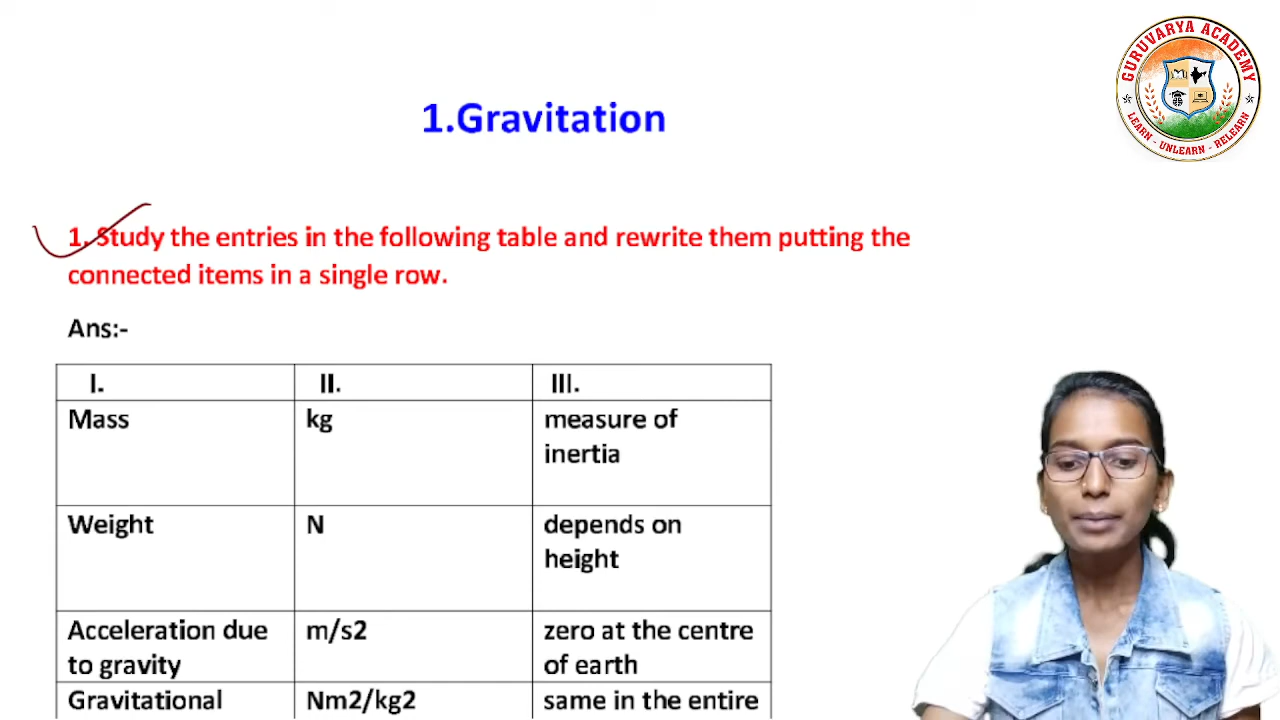 GURUVARYA ACADEMY
LEARN - UNLEARN - RELEARN
1.Gravitation
1. Study the entries in the following table and rewrite them putting the
connected items in a single row.
Ans:-
I. II. III.
Mass kg measure of
inertia
Weight N depends on
height
Acceleration due m/s2 zero at the centre
to gravity of earth
Gravitational Nm2/kg2 same in the entire